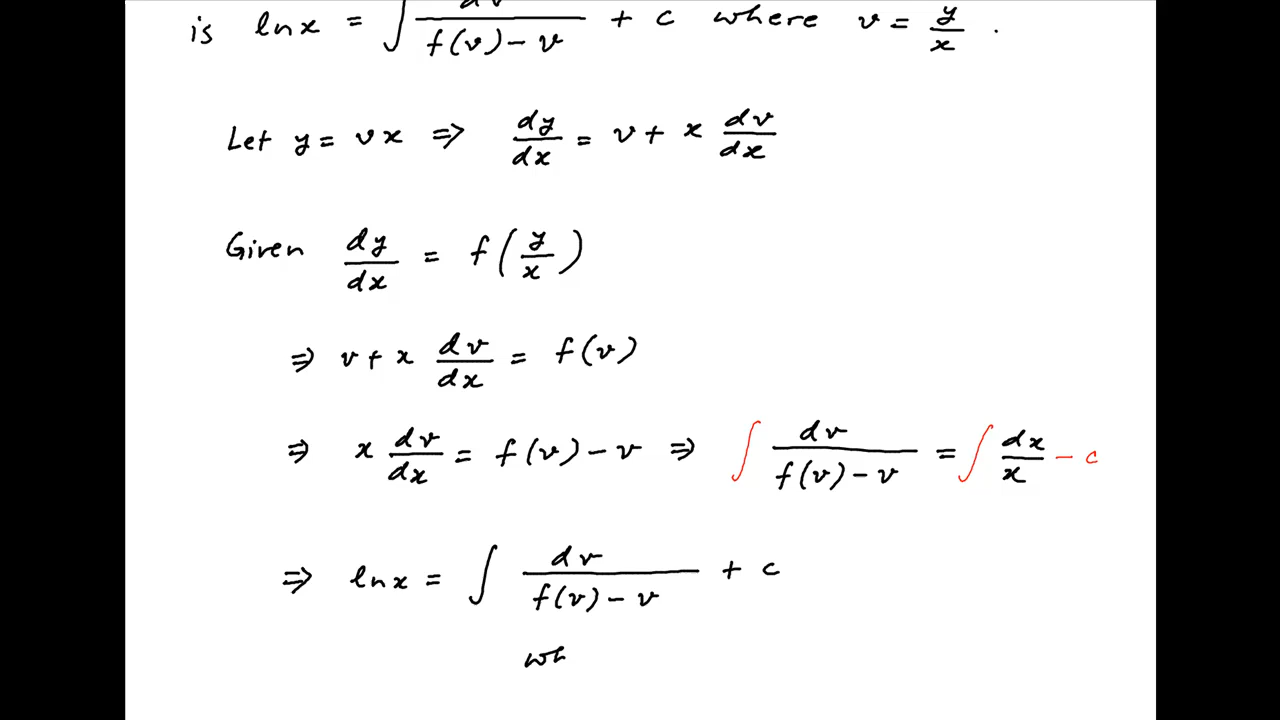 is ln x = ∫ dv / (f(v) - v) + c where v = y/x .
Let y = vx ⇒ dy/dx = v + x dv/dx
Given dy/dx = f(y/x)
⇒ v + x dv/dx = f(v)
⇒ x dv/dx = f(v) - v ⇒ ∫ dv / (f(v) - v) = ∫ dx/x - c
⇒ ln x = ∫ dv / (f(v) - v) + c
wh